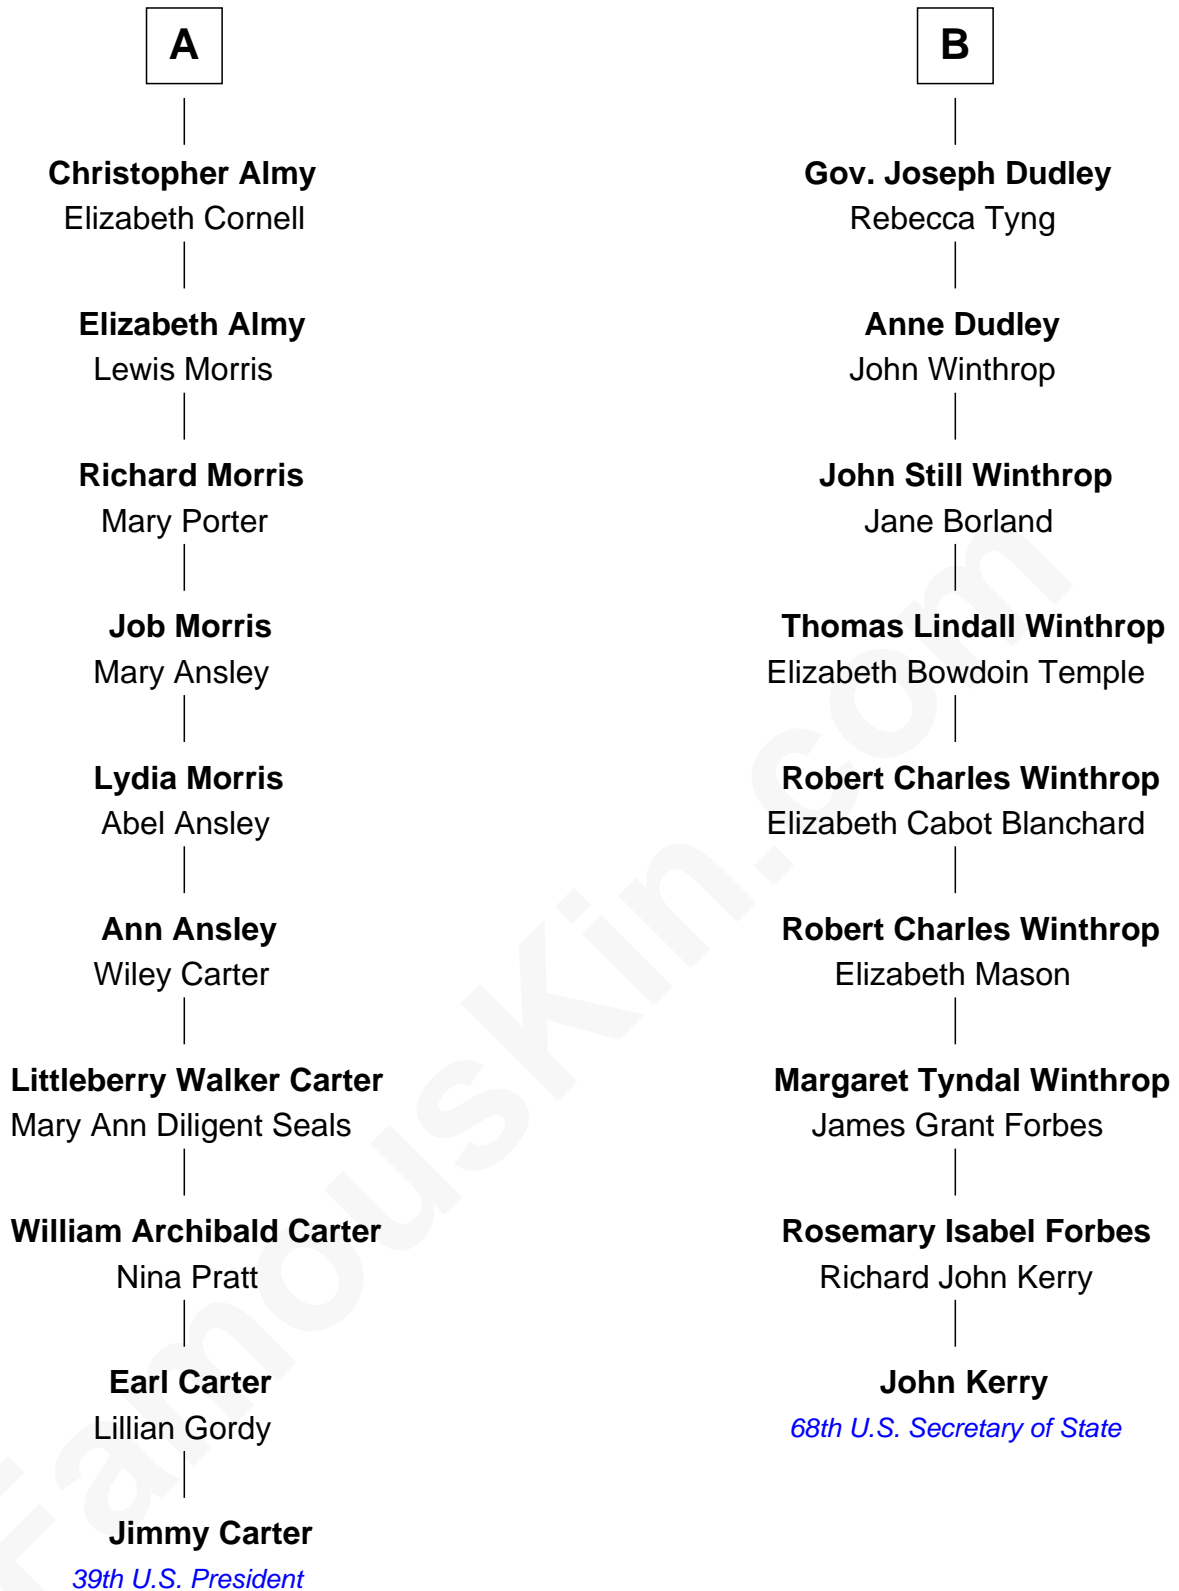 A
Christopher Almy
Elizabeth Cornell
Elizabeth Almy
Lewis Morris
Richard Morris
Mary Porter
Job Morris
Mary Ansley
Lydia Morris
Abel Ansley
Ann Ansley
Wiley Carter
Littleberry Walker Carter
Mary Ann Diligent Seals
William Archibald Carter
Nina Pratt
Earl Carter
Lillian Gordy
Jimmy Carter
39th U.S. President
B
Gov. Joseph Dudley
Rebecca Tyng
Anne Dudley
John Winthrop
John Still Winthrop
Jane Borland
Thomas Lindall Winthrop
Elizabeth Bowdoin Temple
Robert Charles Winthrop
Elizabeth Cabot Blanchard
Robert Charles Winthrop
Elizabeth Mason
Margaret Tyndal Winthrop
James Grant Forbes
Rosemary Isabel Forbes
Richard John Kerry
John Kerry
68th U.S. Secretary of State
FamousKin.com